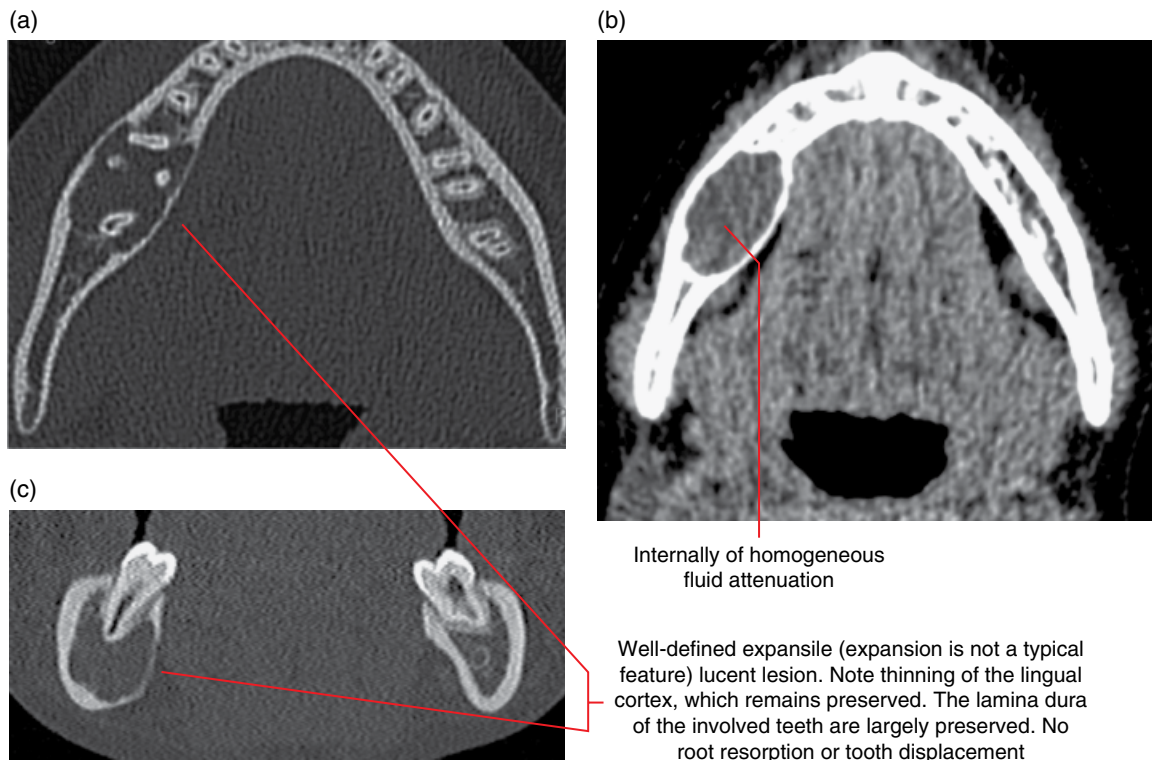 (a)
(b)
(c)
Internally of homogeneous
fluid attenuation
Well-defined expansile (expansion is not a typical
feature) lucent lesion. Note thinning of the lingual
cortex, which remains preserved. The lamina dura
of the involved teeth are largely preserved. No
root resorption or tooth displacement